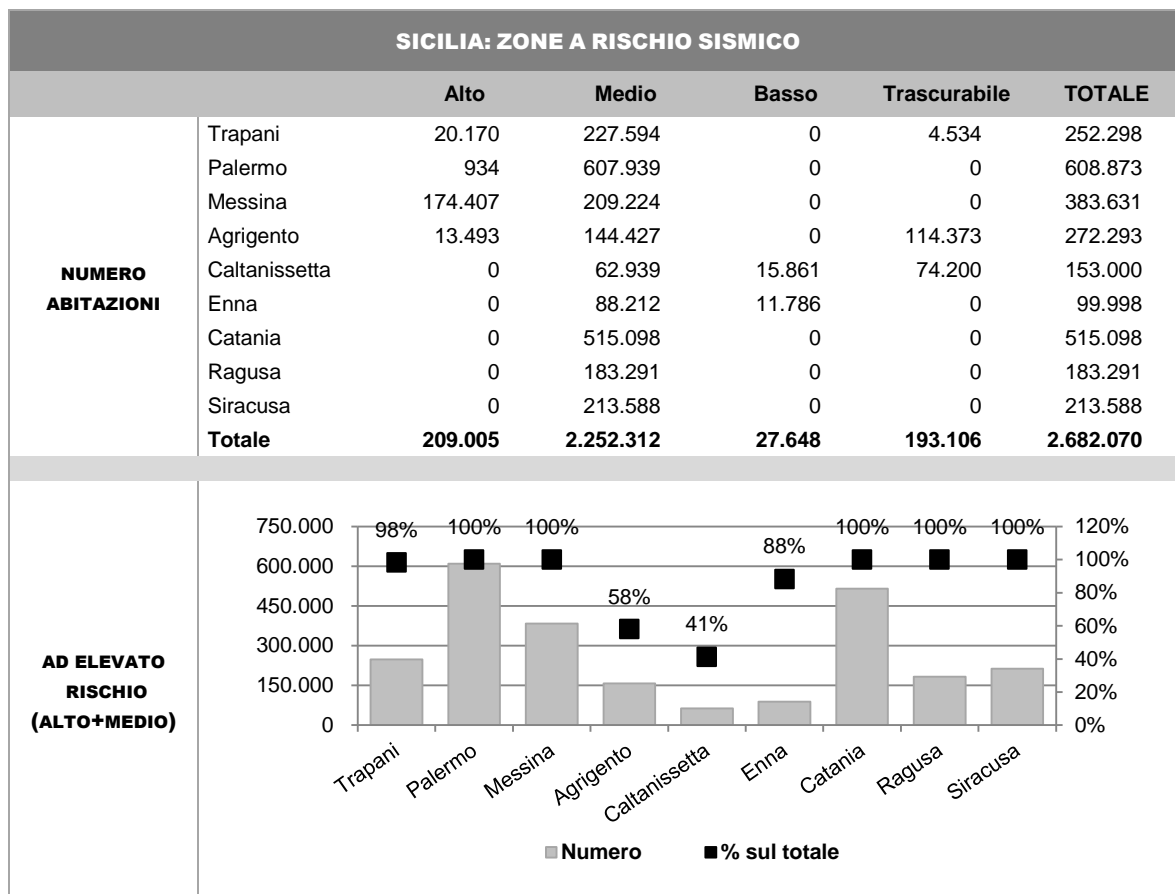 SICILIA: ZONE A RISCHIO SISMICO
Alto Medio Basso Trascurabile TOTALE
NUMERO
ABITAZIONI
Trapani 20.170 227.594 0 4.534 252.298
Palermo 934 607.939 0 0 608.873
Messina 174.407 209.224 0 0 383.631
Agrigento 13.493 144.427 0 114.373 272.293
Caltanissetta 0 62.939 15.861 74.200 153.000
Enna 0 88.212 11.786 0 99.998
Catania 0 515.098 0 0 515.098
Ragusa 0 183.291 0 0 183.291
Siracusa 0 213.588 0 0 213.588
Totale 209.005 2.252.312 27.648 193.106 2.682.070
AD ELEVATO
RISCHIO
(ALTO+MEDIO)
750.000
600.000
450.000
300.000
150.000
0
98% 100% 100% 58% 41% 88% 100% 100% 100%
120%
100%
80%
60%
40%
20%
0%
Trapani Palermo Messina Agrigento Caltanissetta Enna Catania Ragusa Siracusa
Numero % sul totale